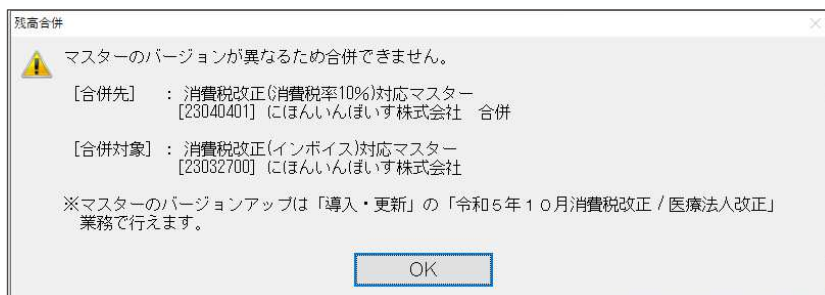 残高合併
マスターのバージョンが異なるため合併できません。
[合併先] : 消費税改正(消費税率10%)対応マスター
[23040401] にほんいんぼいす株式会社 合併
[合併対象] : 消費税改正(インボイス)対応マスター
[23032700] にほんいんぼいす株式会社
※マスターのバージョンアップは「導入・更新」の「令和5年10月消費税改正 / 医療法人改正」
業務で行えます。
OK